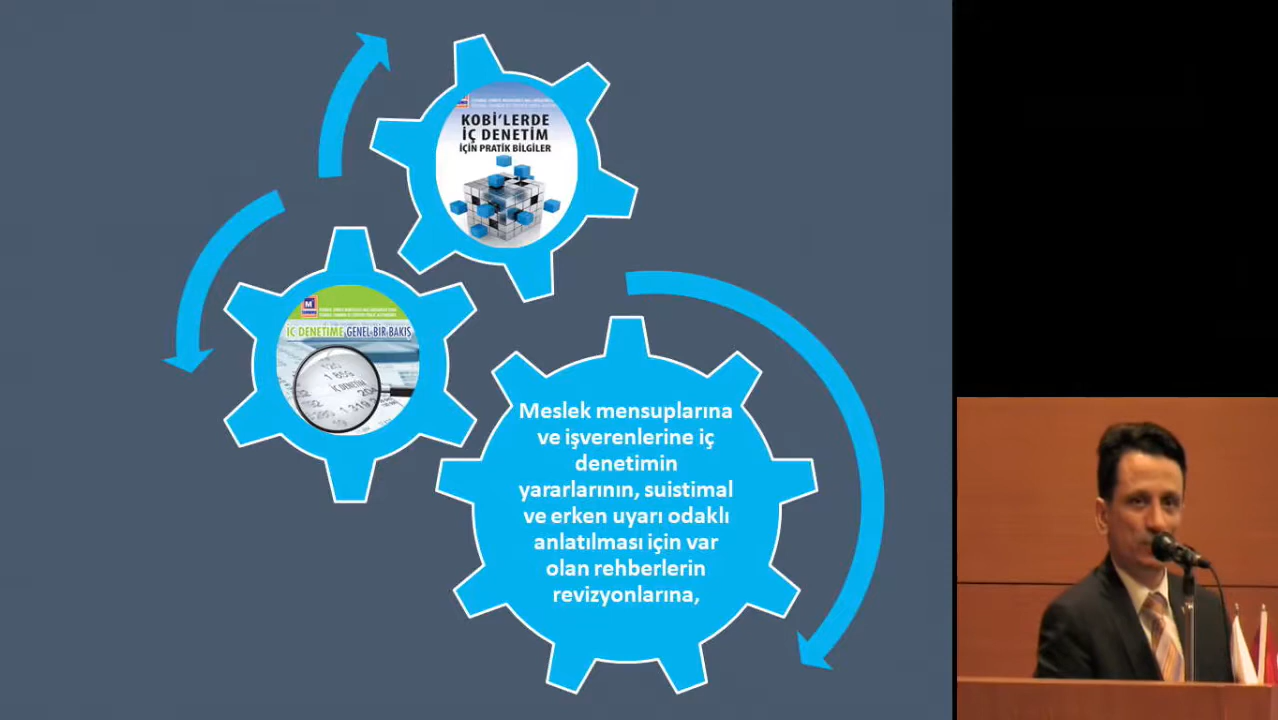 KOBİ'LERDE
İÇ DENETİM
İÇİN PRATİK BİLGİLER
İÇ DENETİME GENEL BİR BAKIŞ
İÇ DENETİM
Meslek mensuplarına
ve işverenlerine iç
denetimin
yararlarının, suistimal
ve erken uyarı odaklı
anlatılması için var
olan rehberlerin
revizyonlarına,